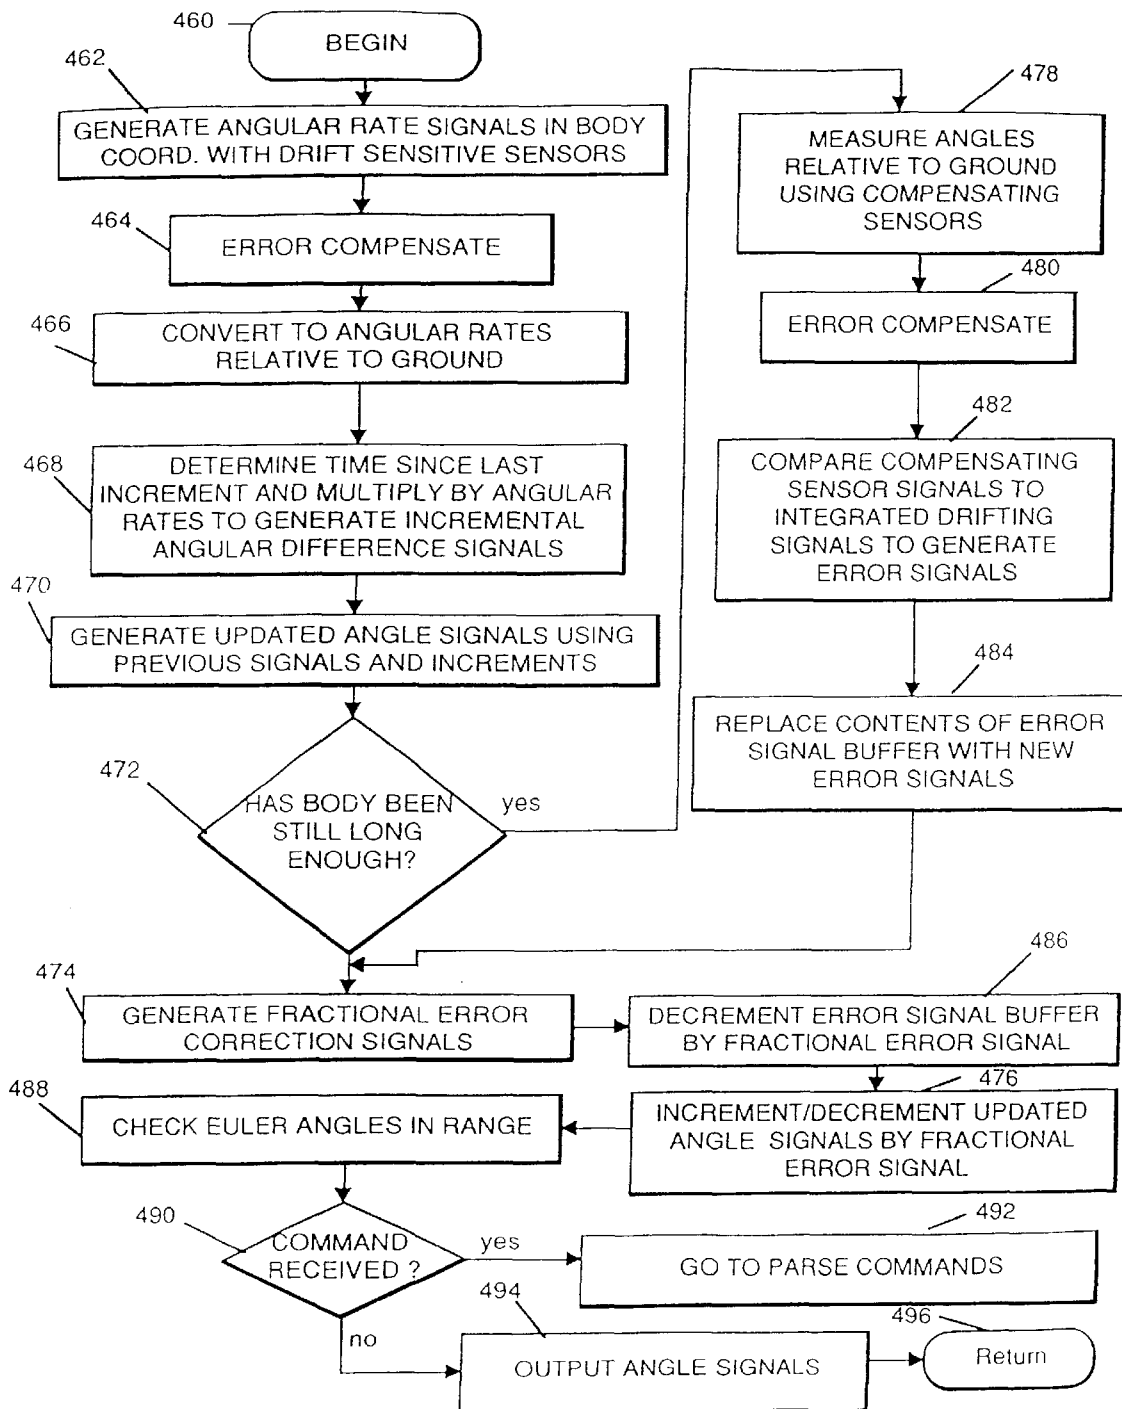 460
BEGIN
462
GENERATE ANGULAR RATE SIGNALS IN BODY
COORD. WITH DRIFT SENSITIVE SENSORS
464
ERROR COMPENSATE
466
CONVERT TO ANGULAR RATES
RELATIVE TO GROUND
468
DETERMINE TIME SINCE LAST
INCREMENT AND MULTIPLY BY ANGULAR
RATES TO GENERATE INCREMENTAL
ANGULAR DIFFERENCE SIGNALS
470
GENERATE UPDATED ANGLE SIGNALS USING
PREVIOUS SIGNALS AND INCREMENTS
472
HAS BODY BEEN
STILL LONG
ENOUGH?
yes
478
MEASURE ANGLES
RELATIVE TO GROUND
USING COMPENSATING
SENSORS
480
ERROR COMPENSATE
482
COMPARE COMPENSATING
SENSOR SIGNALS TO
INTEGRATED DRIFTING
SIGNALS TO GENERATE
ERROR SIGNALS
484
REPLACE CONTENTS OF ERROR
SIGNAL BUFFER WITH NEW
ERROR SIGNALS
474
GENERATE FRACTIONAL ERROR
CORRECTION SIGNALS
486
DECREMENT ERROR SIGNAL BUFFER
BY FRACTIONAL ERROR SIGNAL
476
INCREMENT/DECREMENT UPDATED
ANGLE SIGNALS BY FRACTIONAL
ERROR SIGNAL
488
CHECK EULER ANGLES IN RANGE
490
COMMAND
RECEIVED ?
yes
492
GO TO PARSE COMMANDS
no
494
OUTPUT ANGLE SIGNALS
496
Return